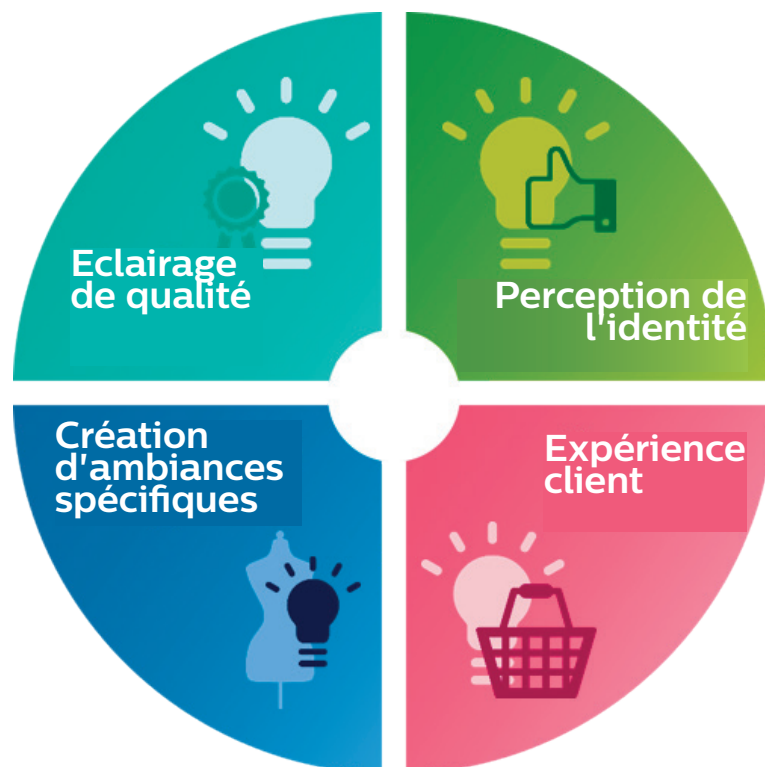 Eclairage
de qualité
Perception de
l'identité
Création
d'ambiances
spécifiques
Expérience
client